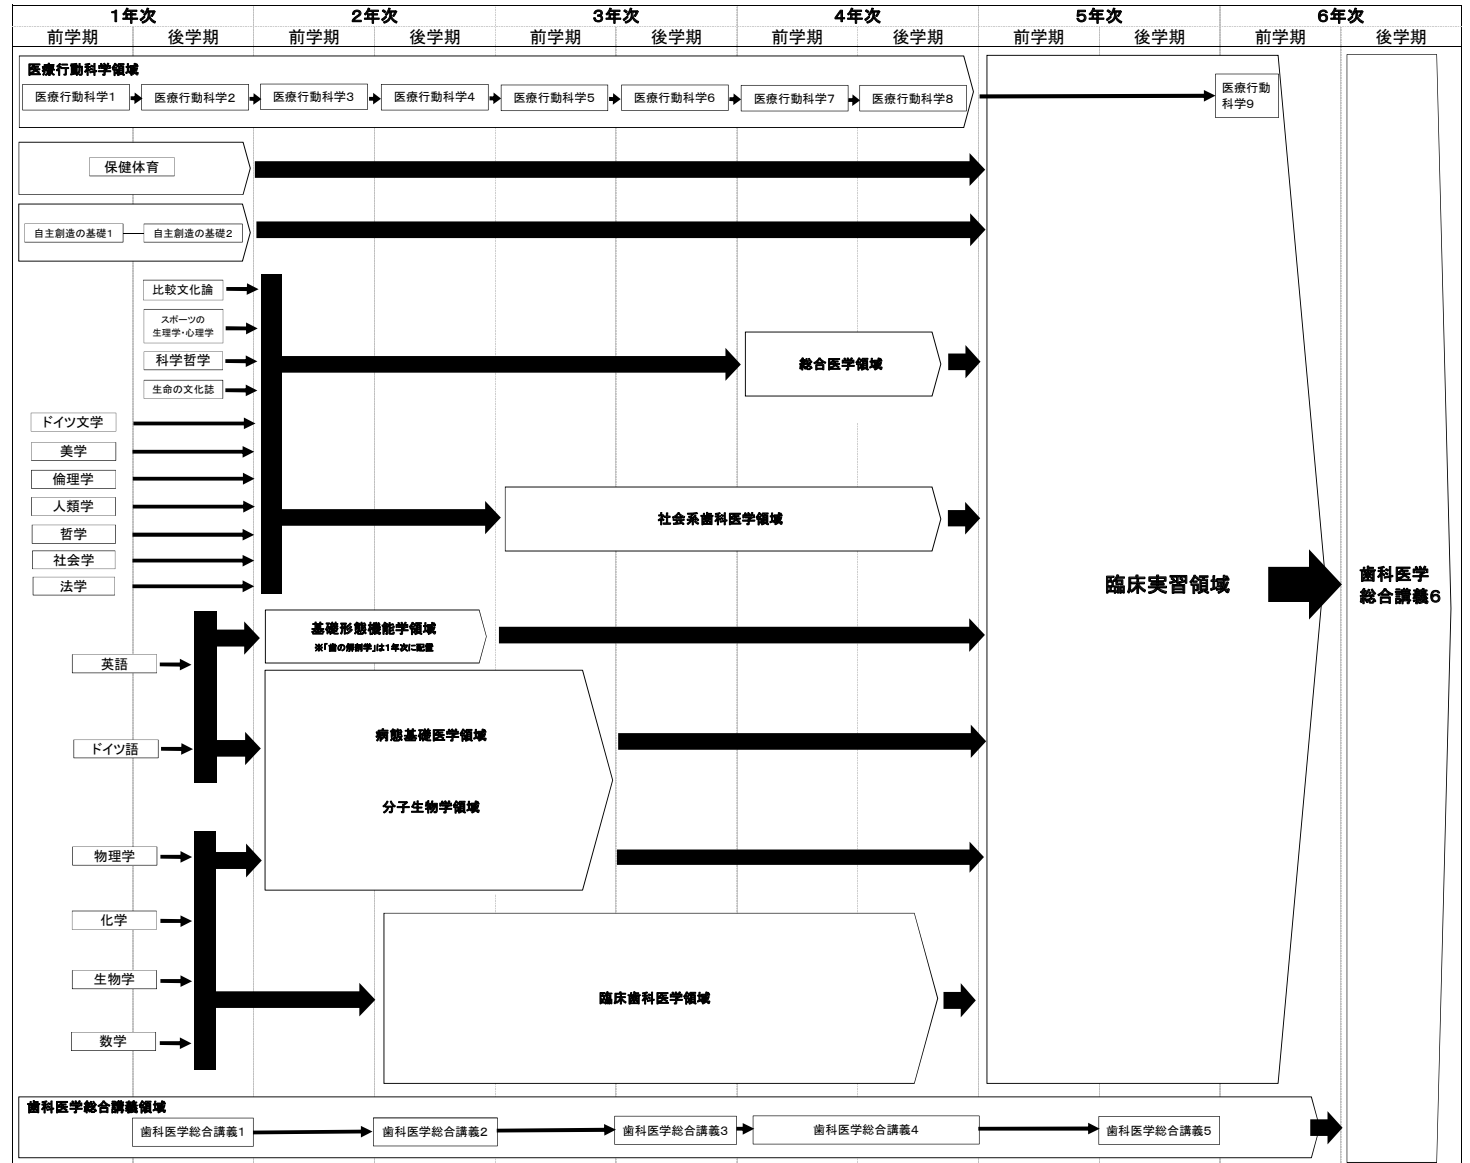 1年次 2年次 3年次 4年次 5年次 6年次
前学期 後学期 前学期 後学期 前学期 後学期 前学期 後学期 前学期 後学期 前学期 後学期
医療行動科学領域
医療行動科学1 医療行動科学2 医療行動科学3 医療行動科学4 医療行動科学5 医療行動科学6 医療行動科学7 医療行動科学8
医療行動
科学9
保健体育
自主創造の基礎1 自主創造の基礎2
比較文化論
スポーツの
生理学・心理学
科学哲学
生命の文化誌
総合医学領域
ドイツ文学
美学
倫理学
人類学
哲学
社会学
法学
社会系歯科医学領域
臨床実習領域
歯科医学
総合講義6
基礎形態機能学領域
※「歯の解剖学」は1年次に配置
英語
ドイツ語
病態基礎医学領域
分子生物学領域
物理学
化学
生物学
数学
臨床歯科医学領域
歯科医学総合講義領域
歯科医学総合講義1 歯科医学総合講義2 歯科医学総合講義3 歯科医学総合講義4 歯科医学総合講義5